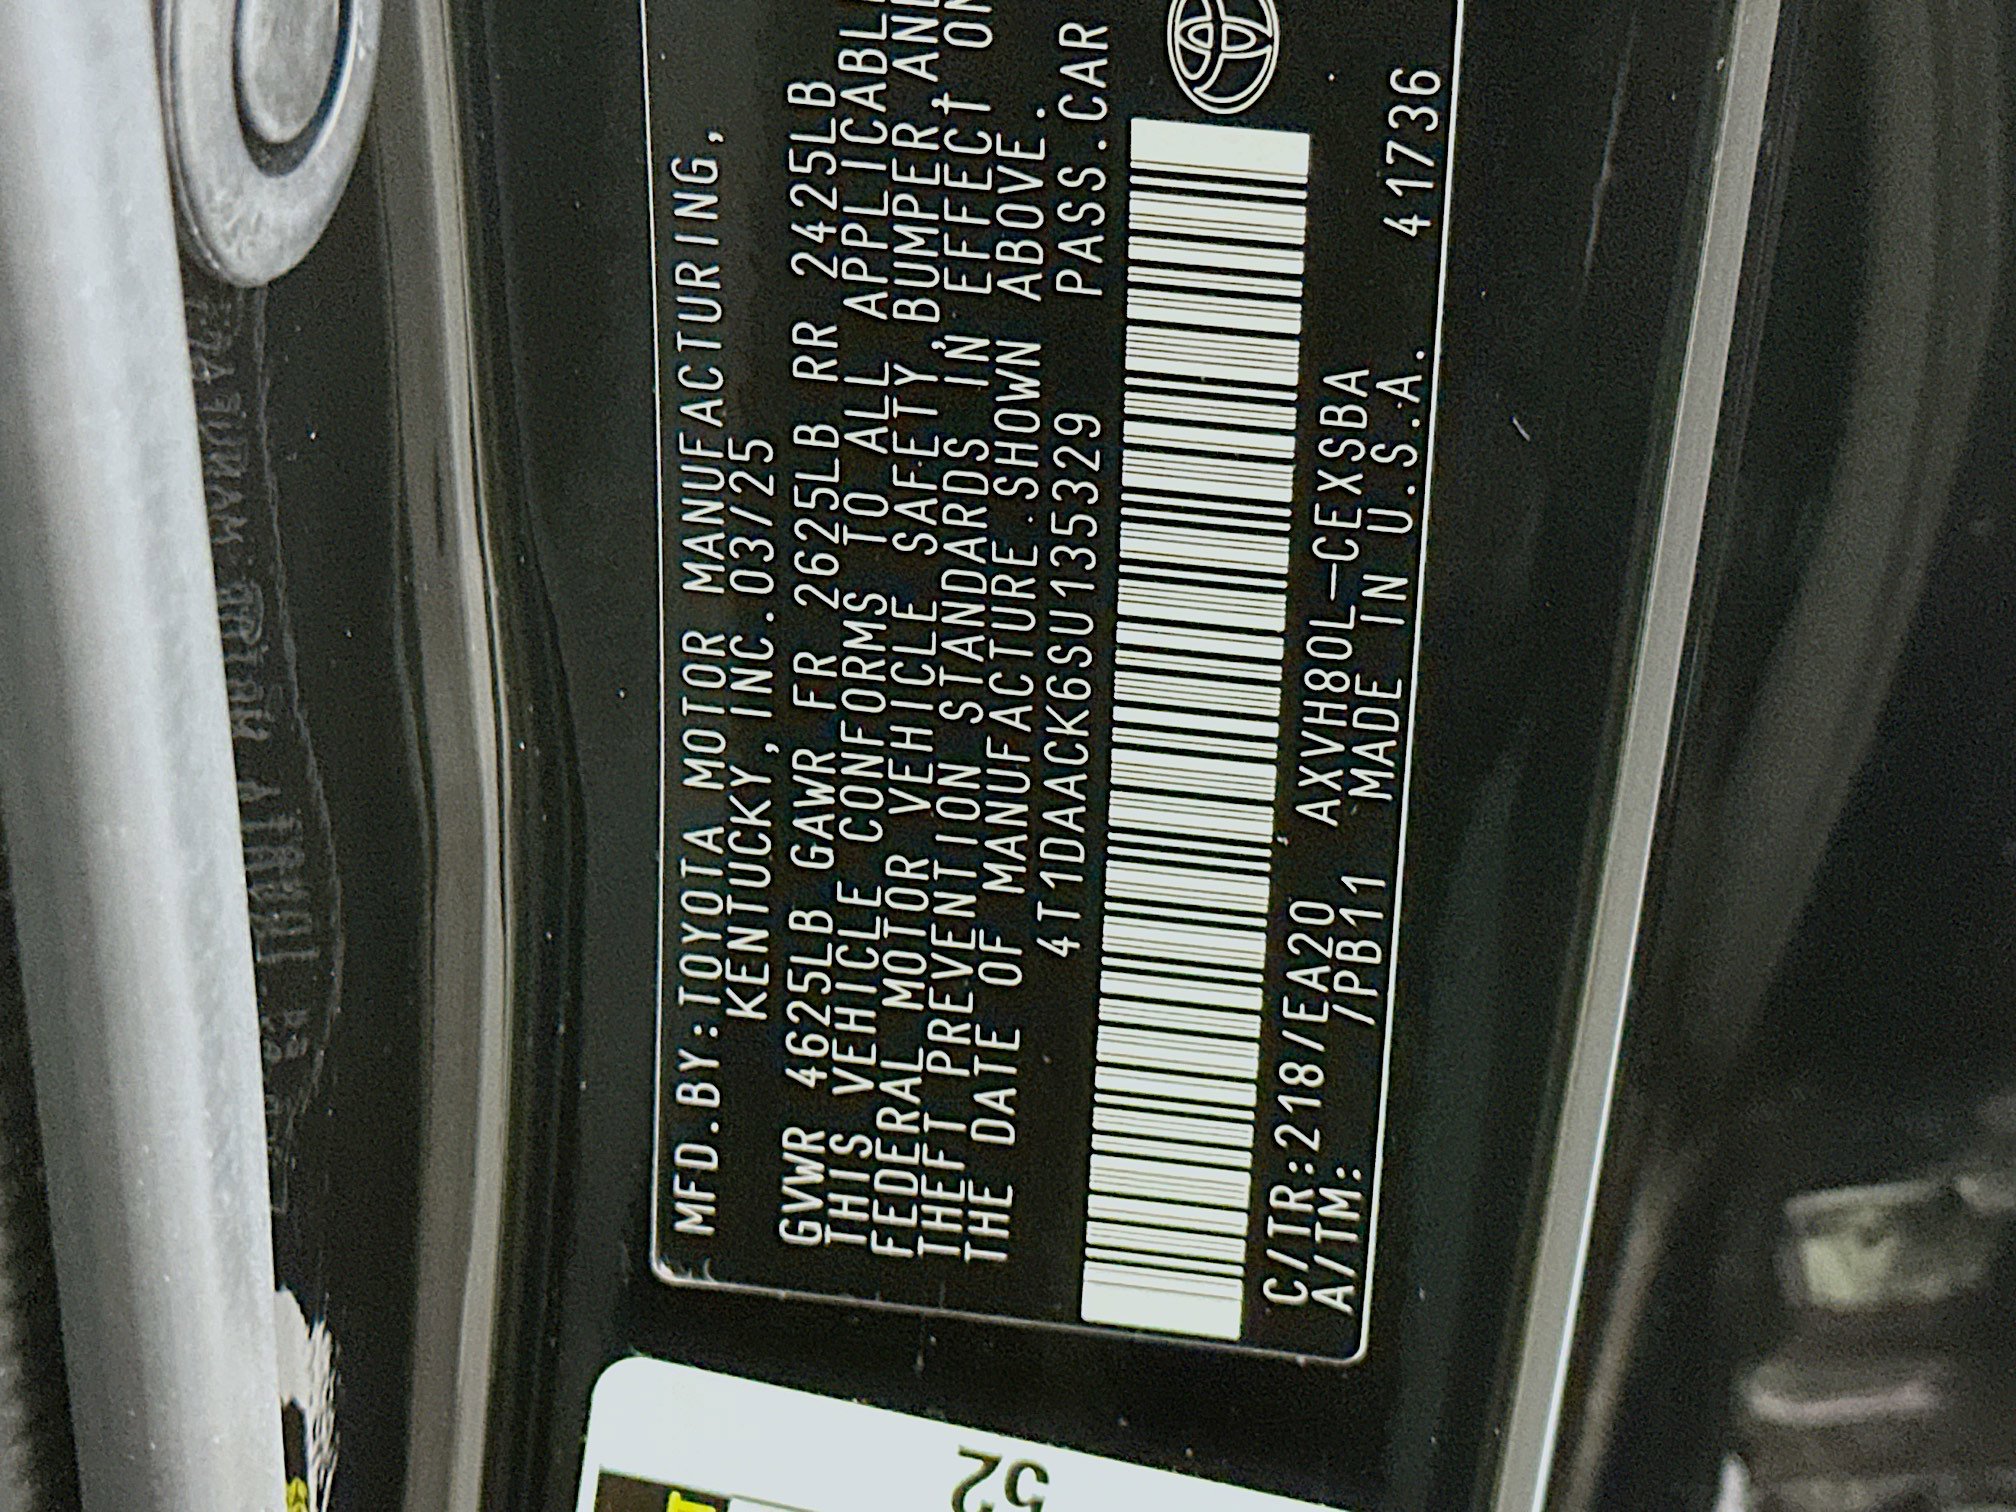 MFD.BY:TOYOTA MOTOR MANUFACTURING,
KENTUCKY,INC.03/25
GVWR 4625LB GAWR FR 2625LB RR 2425LB
THIS VEHICLE CONFORMS TO ALL APPLICABLE
FEDERAL MOTOR VEHICLE SAFETY,BUMPER AND
THEFT PREVENTION STANDARDS IN EFFECT ON
THE DATE OF MANUFACTURE SHOWN ABOVE.
4T1DAACK6SU135329 PASS.CAR
C/TR:218/EA20 AXVH80L-CEXSBA
A/TM: /PB11 MADE IN U.S.A. 41736
52